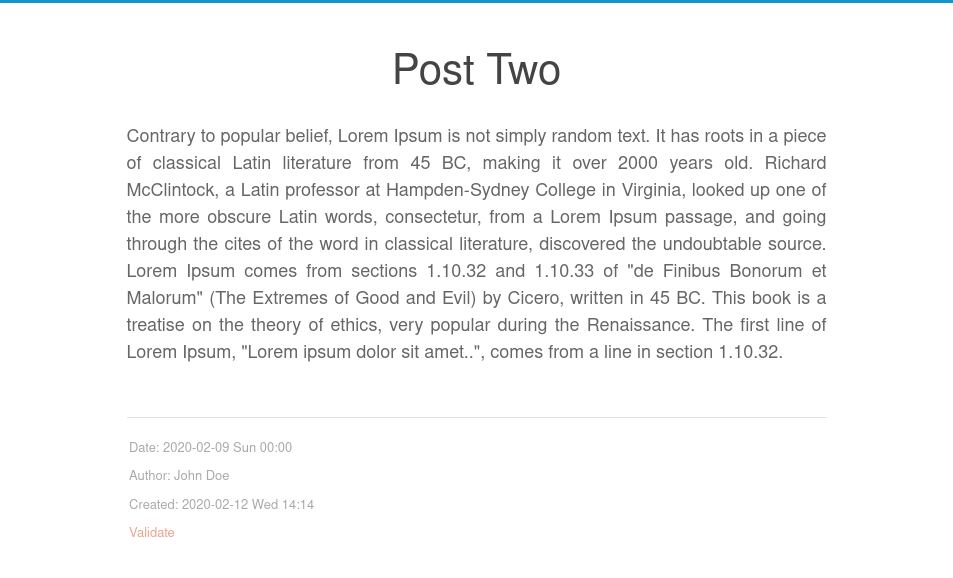 Post Two
Contrary to popular belief, Lorem Ipsum is not simply random text. It has roots in a piece
of classical Latin literature from 45 BC, making it over 2000 years old. Richard
McClintock, a Latin professor at Hampden-Sydney College in Virginia, looked up one of
the more obscure Latin words, consectetur, from a Lorem Ipsum passage, and going
through the cites of the word in classical literature, discovered the undoubtable source.
Lorem Ipsum comes from sections 1.10.32 and 1.10.33 of "de Finibus Bonorum et
Malorum" (The Extremes of Good and Evil) by Cicero, written in 45 BC. This book is a
treatise on the theory of ethics, very popular during the Renaissance. The first line of
Lorem Ipsum, "Lorem ipsum dolor sit amet..", comes from a line in section 1.10.32.
Date: 2020-02-09 Sun 00:00
Author: John Doe
Created: 2020-02-12 Wed 14:14
Validate